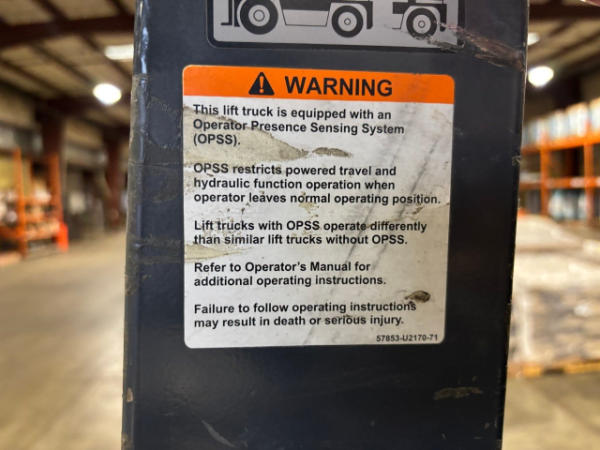 WARNING
This lift truck is equipped with an
Operator Presence Sensing System
(OPSS).
OPSS restricts powered travel and
hydraulic function operation when
operator leaves normal operating position.
Lift trucks with OPSS operate differently
than similar lift trucks without OPSS.
Refer to Operator's Manual for
additional operating instructions.
Failure to follow operating instructions
may result in death or serious injury.
57853-U2170-71